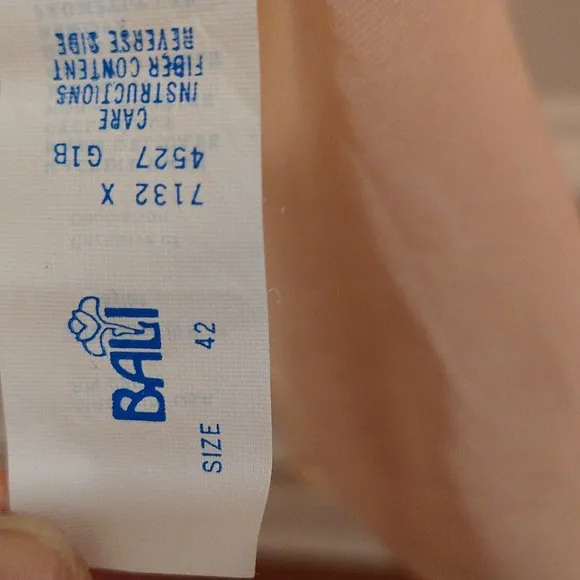 BALI
SIZE 42
7132 X
4527 G1B
CARE
INSTRUCTIONS
FIBER CONTENT
REVERSE SIDE